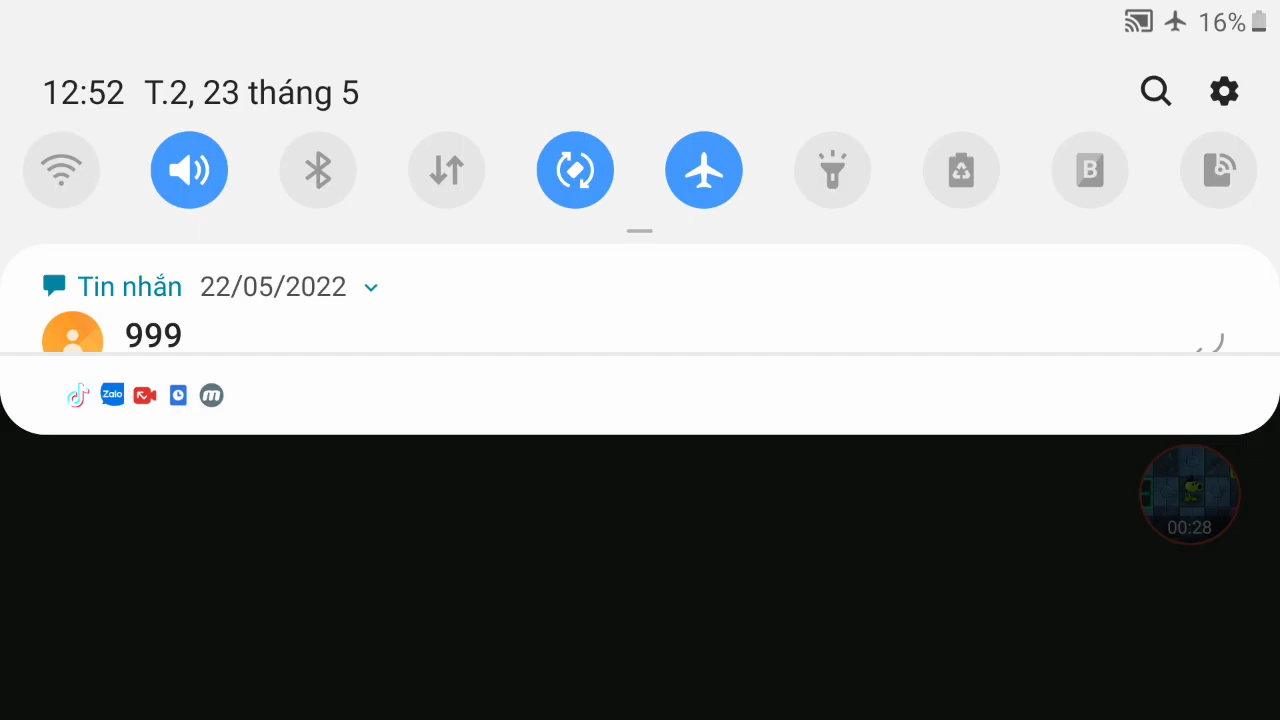 16%
12:52 T.2, 23 tháng 5
B
Tin nhắn 22/05/2022
999
Zalo m
00:28